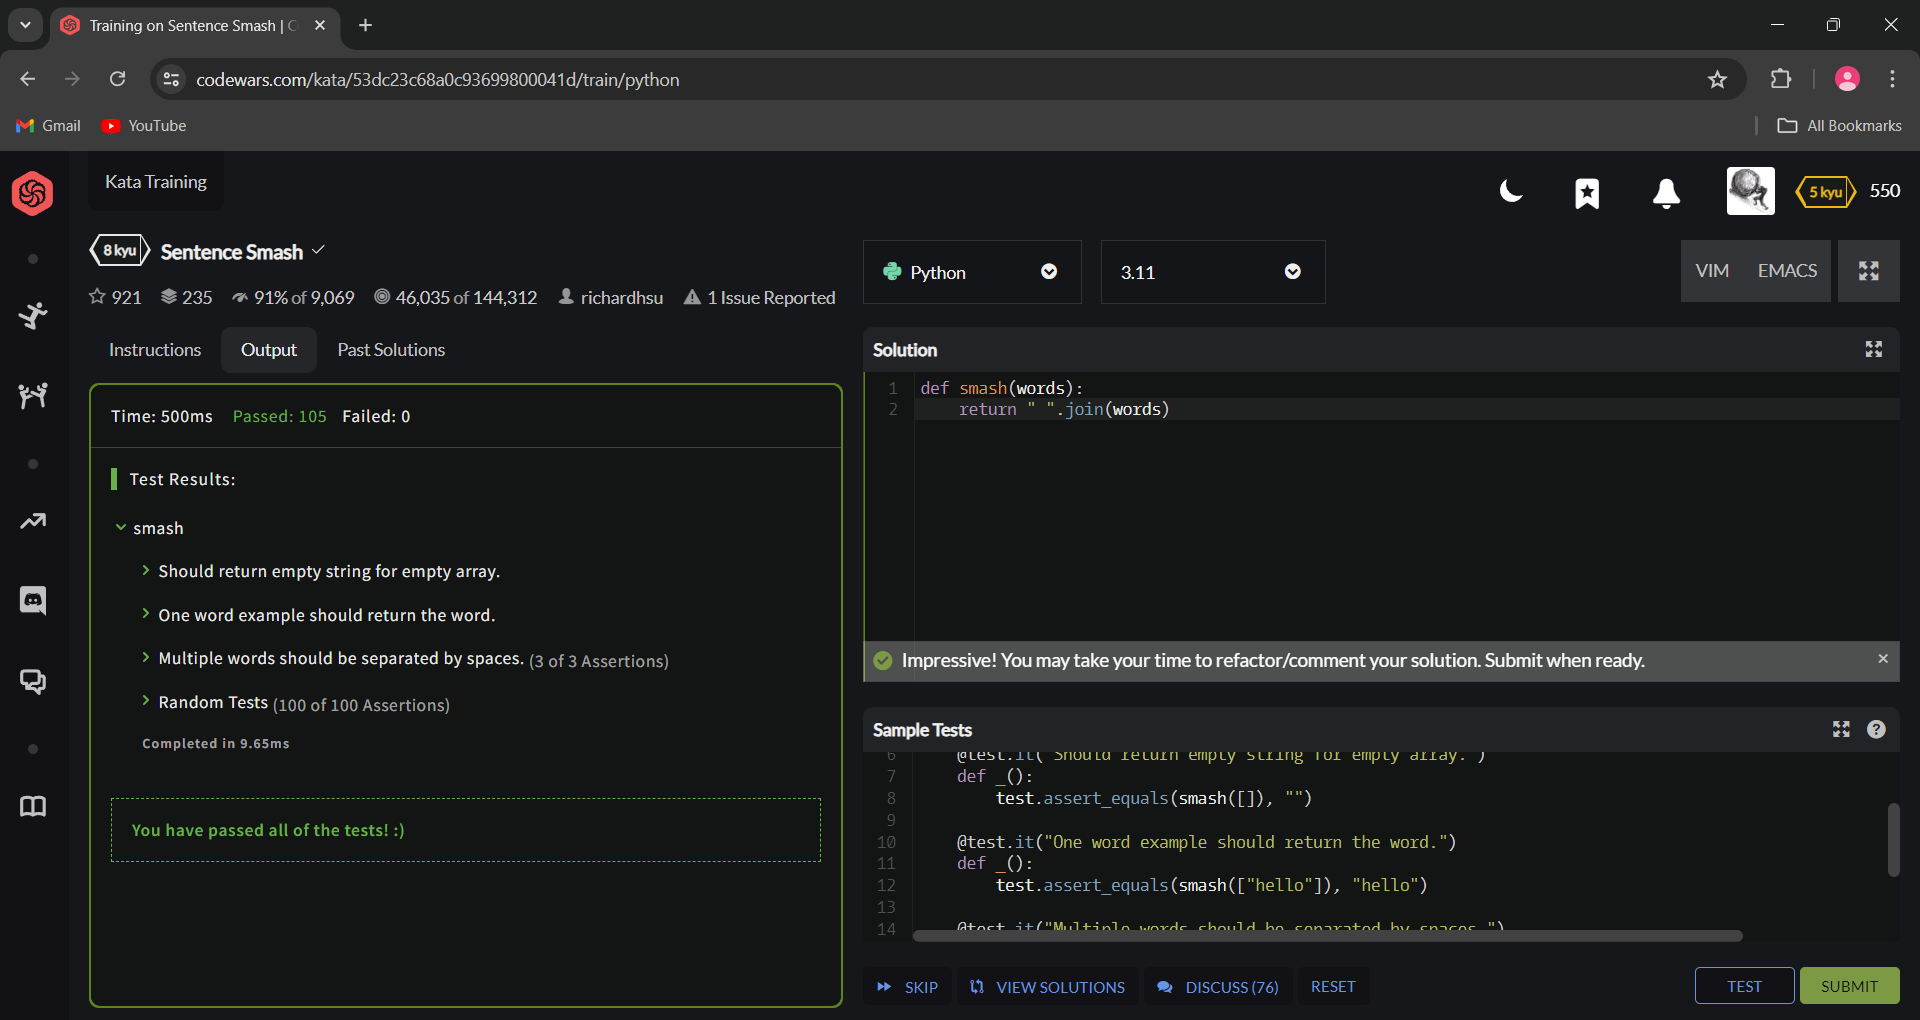 Training on Sentence Smash | C
codewars.com/kata/53dc23c68a0c93699800041d/train/python
Gmail
YouTube
All Bookmarks
Kata Training
5 kyu
550
8 kyu
Sentence Smash
921
235
91% of 9,069
46,035 of 144,312
richardhsu
1 Issue Reported
Python
3.11
VIM
EMACS
Instructions
Output
Past Solutions
Time: 500ms Passed: 105 Failed: 0
Test Results:
smash
Should return empty string for empty array.
One word example should return the word.
Multiple words should be separated by spaces. (3 of 3 Assertions)
Random Tests (100 of 100 Assertions)
Completed in 9.65ms
You have passed all of the tests! :)
Solution
1 def smash(words):
2 return " ".join(words)
Impressive! You may take your time to refactor/comment your solution. Submit when ready.
Sample Tests
6 @test.it("Should return empty string for empty array.")
7 def _():
8 test.assert_equals(smash([]), "")
9
10 @test.it("One word example should return the word.")
11 def _():
12 test.assert_equals(smash(["hello"]), "hello")
13
14 @test.it("Multiple words should be separated by spaces.")
SKIP
VIEW SOLUTIONS
DISCUSS (76)
RESET
TEST
SUBMIT